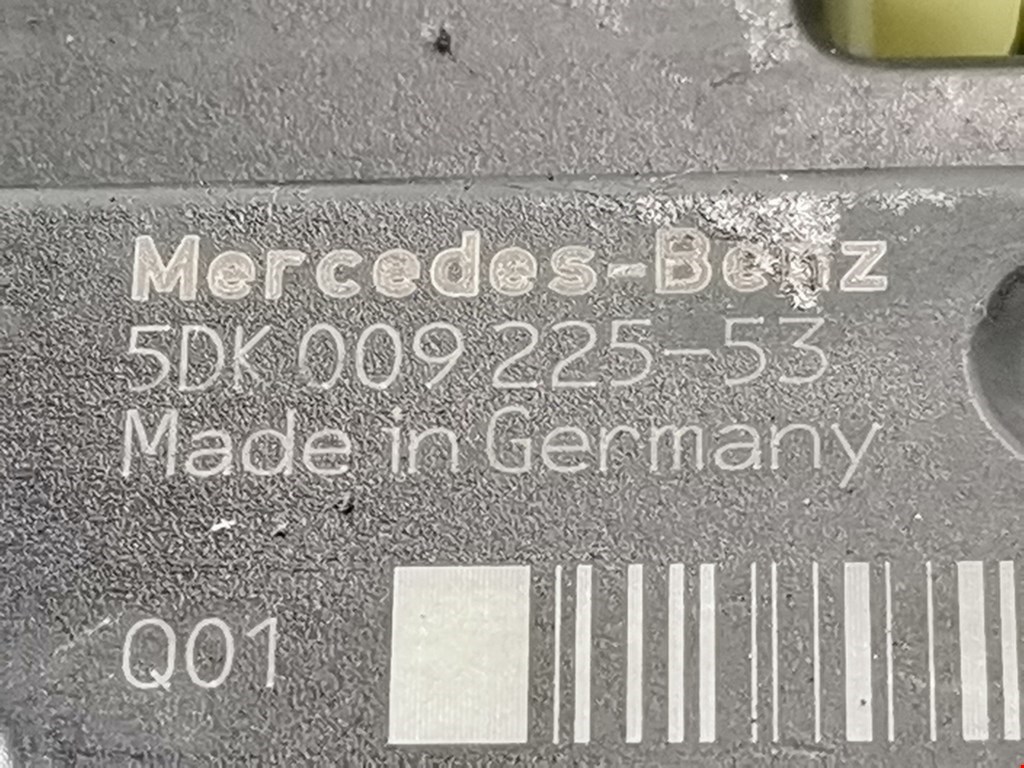 Mercedes-Benz
5DK 009 225-53
Made in Germany
Q01